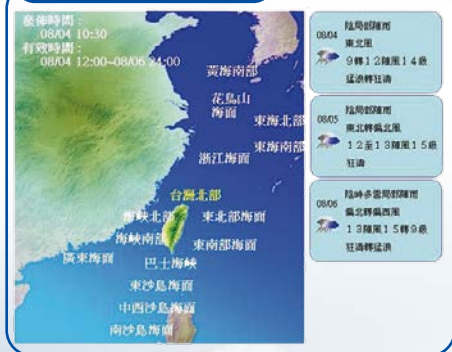 發佈時間：
08/04 10:30
有效時間：
08/04 12:00~08/06 24:00
黃海南部
花鳥山
海面
東海北部
東海南部
浙江海面
台灣北部
海峽北部
東北部海面
海峽南部
東南部海面
廣東海面
巴士海峽
東沙島海面
中西沙島海面
南沙島海面
08/04
陰局部陣雨
東北風
9轉12陣風14級
猛浪轉狂濤
08/05
陰局部陣雨
東北轉偏北風
12至13陣風15級
狂濤
08/06
陰時多雲局部陣雨
偏北轉偏西風
13陣風15轉9級
狂濤轉猛浪